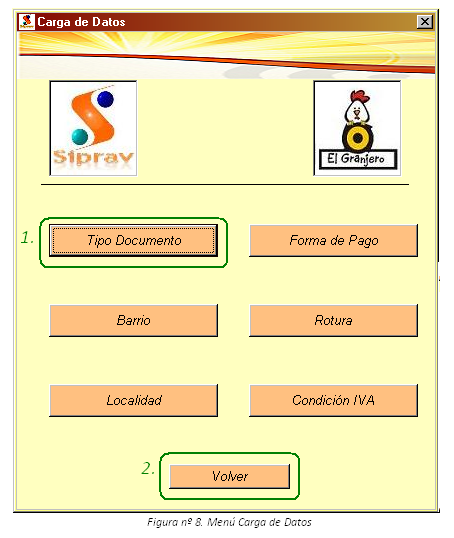 Carga de Datos
Siprav
El Granjero
1.
Tipo Documento
Forma de Pago
Barrio
Rotura
Localidad
Condición IVA
2.
Volver
Figura nº 8. Menú Carga de Datos